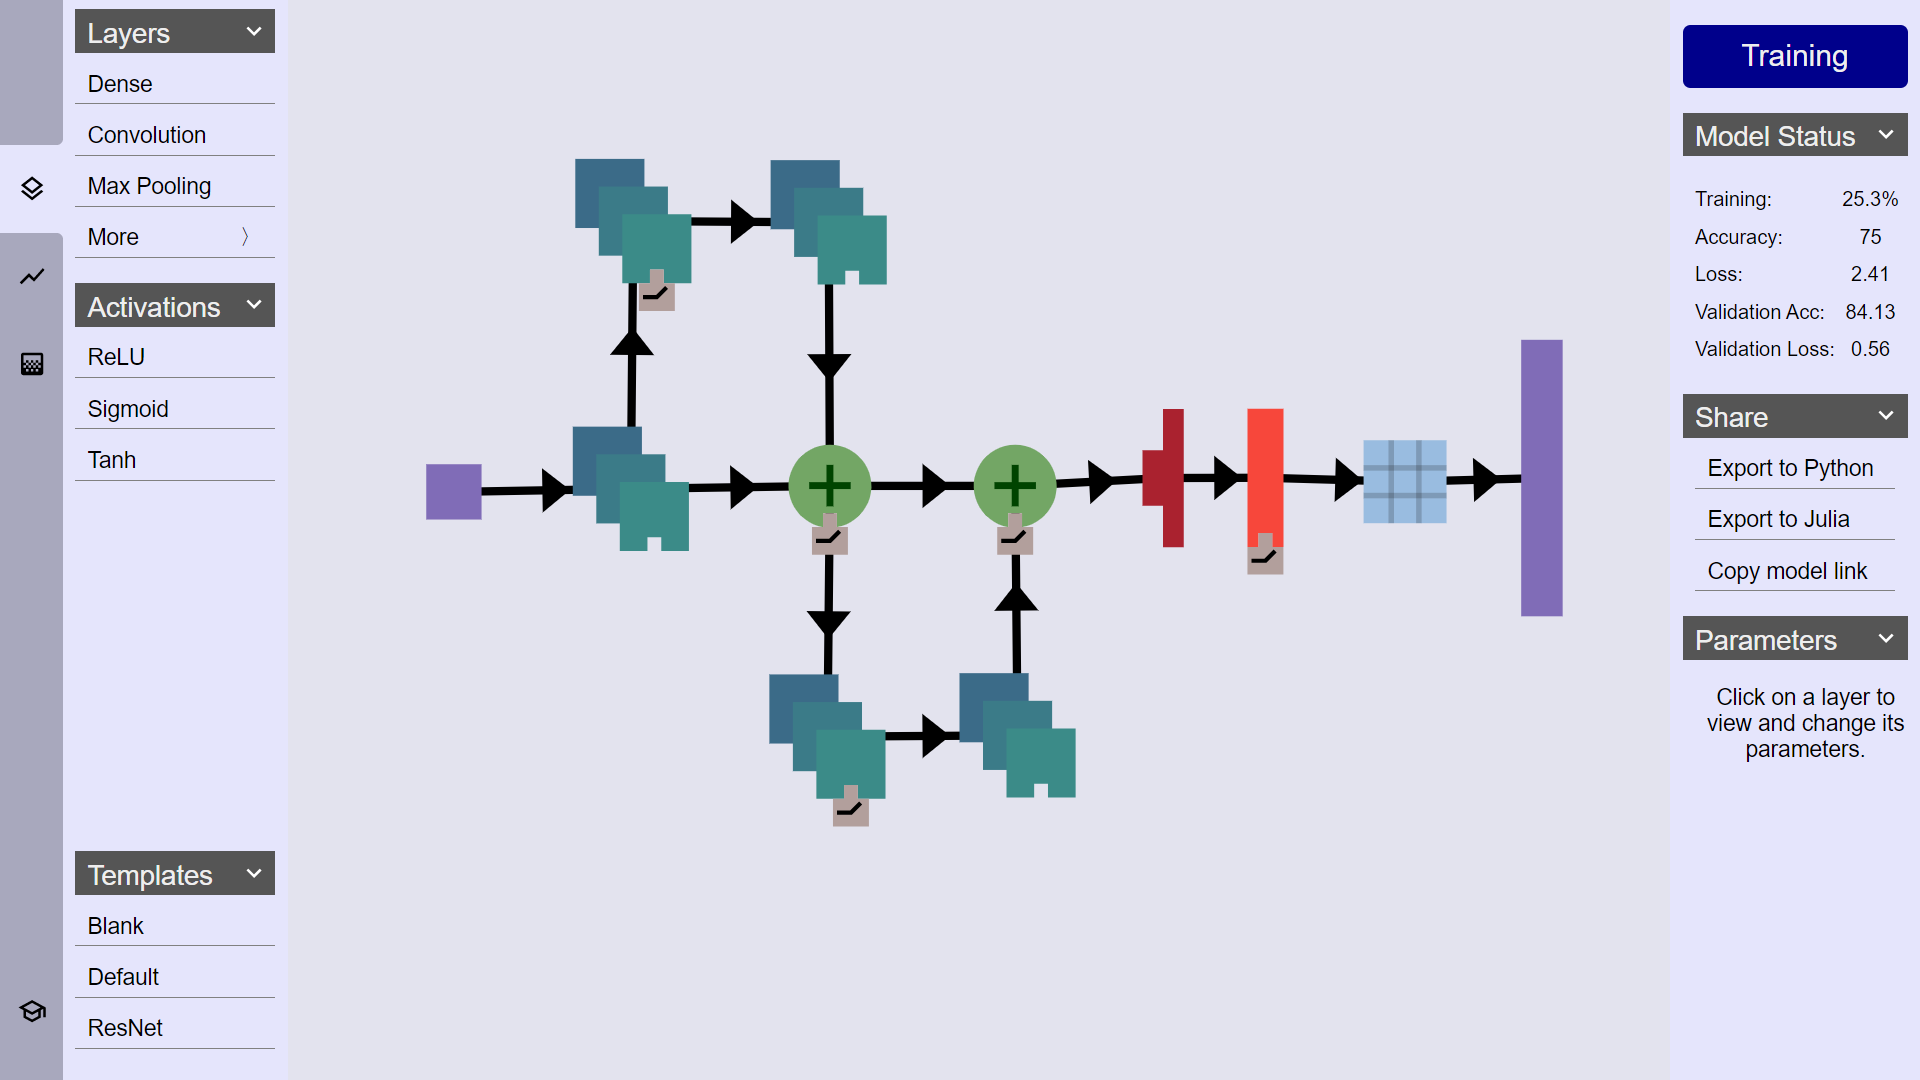 Layers
Dense
Convolution
Max Pooling
More
Activations
ReLU
Sigmoid
Tanh
Templates
Blank
Default
ResNet
Training
Model Status
Training: 25.3%
Accuracy: 75
Loss: 2.41
Validation Acc: 84.13
Validation Loss: 0.56
Share
Export to Python
Export to Julia
Copy model link
Parameters
Click on a layer to
view and change its
parameters.